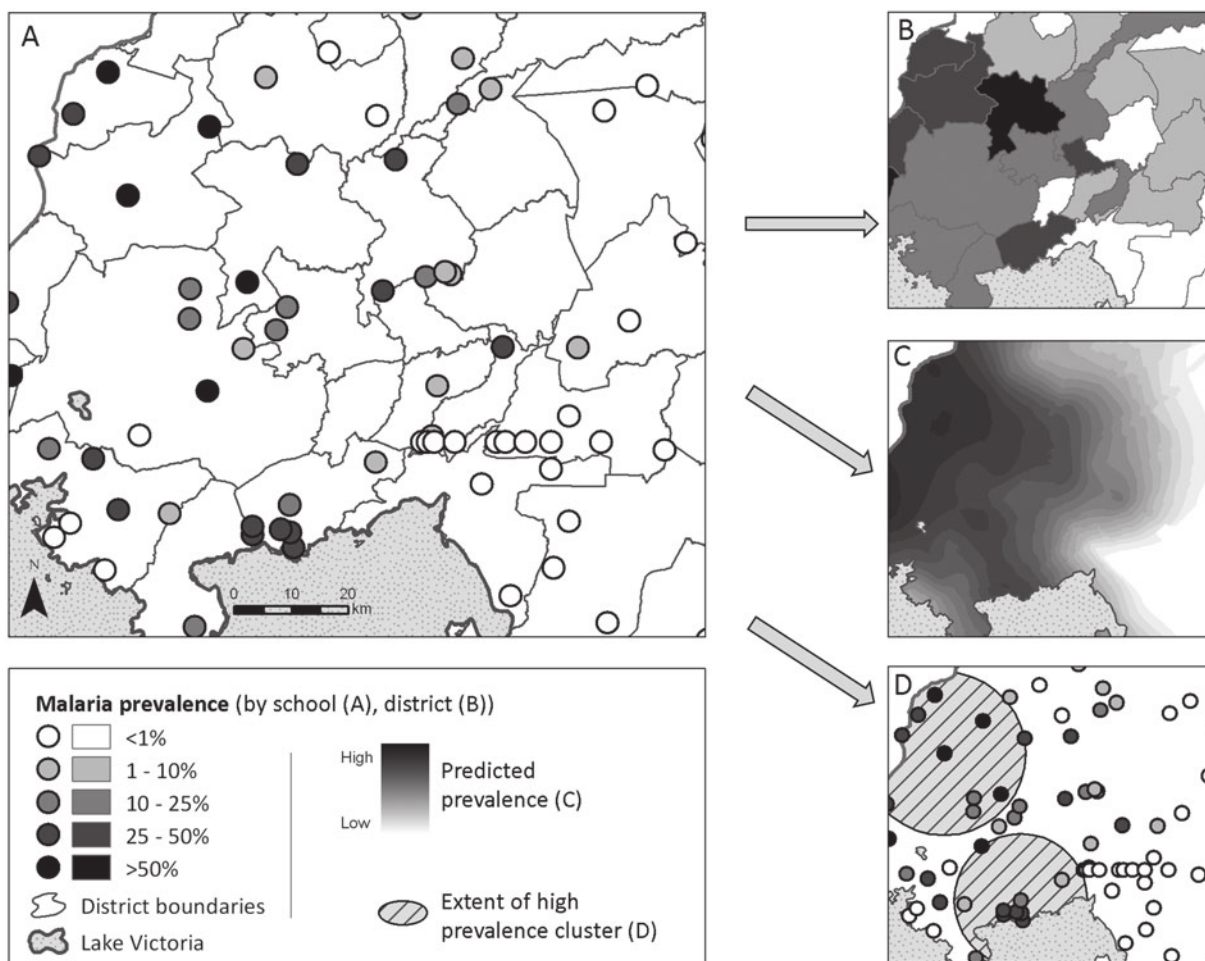 A
B
C
D
N
0
10
20
km
Malaria prevalence (by school (A), district (B))
<1%
1 - 10%
10 - 25%
25 - 50%
>50%
District boundaries
Lake Victoria
High
Low
Predicted
prevalence (C)
Extent of high
prevalence cluster (D)